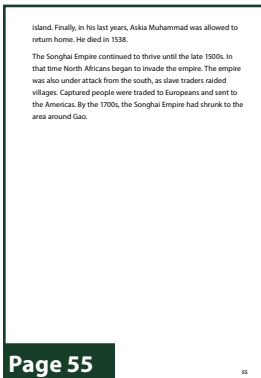 island. Finally, in his last years, Askia Muhammad was allowed to
return home. He died in 1538.
The Songhai Empire continued to thrive until the late 1500s. In
that time North Africans began to invade the empire. The empire
was also under attack from the south, as slave traders raided
villages. Captured people were traded to Europeans and sent to
the Americas. By the 1700s, the Songhai Empire had shrunk to the
area around Gao.
Page 55
55